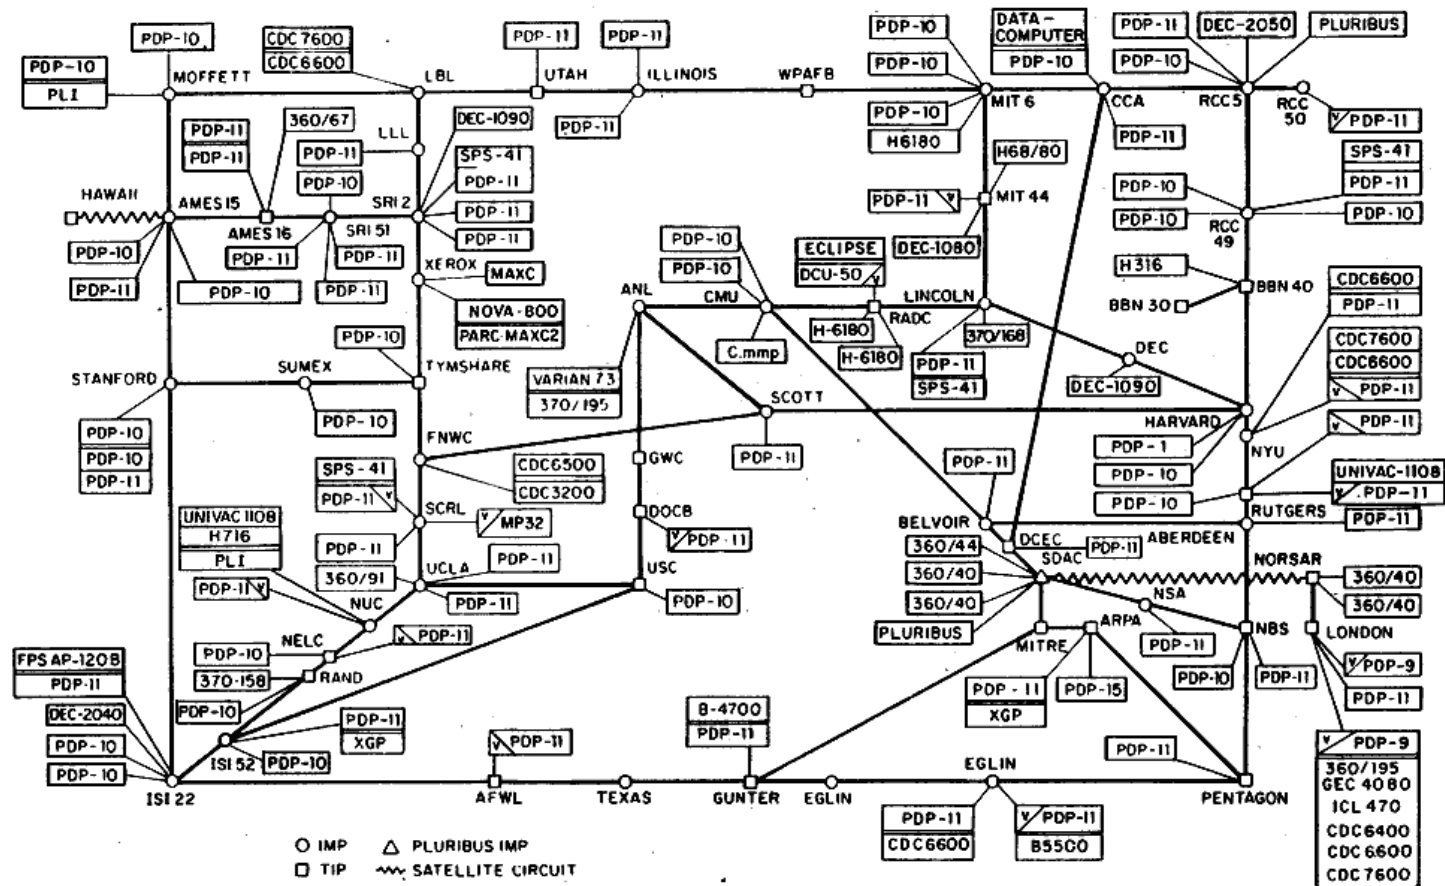 PDP-10
CDC 7600
CDC 6600
PDP-11
PDP-11
PDP-10
DATA-
COMPUTER
PDP-10
PDP-11
DEC-2050
PLURIBUS
PDP-10
PLI
MOFFETT
LBL
UTAH
ILLINOIS
WPAFB
PDP-10
MIT 6
CCA
PDP-10
RCC 5
RCC
50
PDP-11
PDP-10
H6180
PDP-11
PDP-11
PDP-11
PDP-11
360/67
LLL
PDP-11
DEC-1090
SPS-41
PDP-11
H68/80
SPS-41
PDP-11
HAWAII
AMES 15
PDP-10
SRI 2
PDP-11
PDP-11
PDP-11
MIT 44
PDP-10
PDP-10
PDP-10
RCC
49
AMES 16
SRI 51
PDP-10
PDP-11
PDP-11
PDP-11
PDP-10
PDP-11
XEROX
MAXC
PDP-10
PDP-10
ECLIPSE
DCU-50
DEC-1080
H316
BBN 40
BBN 30
CDC6600
PDP-11
NOVA-800
PARC-MAXC2
ANL
CMU
RADC
LINCOLN
H-6180
H-6180
370/168
C.mmp
PDP-10
CDC7600
CDC6600
PDP-11
STANFORD
SUMEX
TYMSHARE
VARIAN 73
370/195
PDP-11
SPS-41
DEC
DEC-1090
PDP-10
PDP-10
PDP-11
PDP-10
SCOTT
HARVARD
PDP-11
FNWC
PDP-1
NYU
PDP-10
PDP-10
SPS-41
PDP-11
CDC6500
CDC3200
GWC
PDP-11
PDP-11
UNIVAC-1108
PDP-11
RUTGERS
UNIVAC 1108
H716
PLI
SCRL
MP32
DOCB
PDP-11
BELVOIR
ABERDEEN
PDP-11
PDP-11
360/91
UCLA
PDP-11
USC
360/44
360/40
360/40
DCEC
PDP-11
SDAC
NORSAR
360/40
360/40
PDP-11
NUC
PDP-11
PDP-10
PLURIBUS
NSA
PDP-11
NELC
PDP-11
MITRE
ARPA
NBS
LONDON
PDP-10
FPS AP-120B
PDP-11
370-158
RAND
PDP-11
XGP
PDP-15
PDP-10
PDP-11
PDP-9
PDP-11
DEC-2040
PDP-10
PDP-10
PDP-10
PDP-11
XGP
B-4700
PDP-11
PDP-11
PDP-11
PDP-9
360/195
GEC 4080
ICL 470
CDC6400
CDC6600
CDC7600
ISI 52
PDP-10
ISI 22
AFWL
TEXAS
GUNTER
EGLIN
EGLIN
PENTAGON
PDP-11
CDC6600
PDP-11
B5500
IMP
PLURIBUS IMP
TIP
SATELLITE CIRCUIT